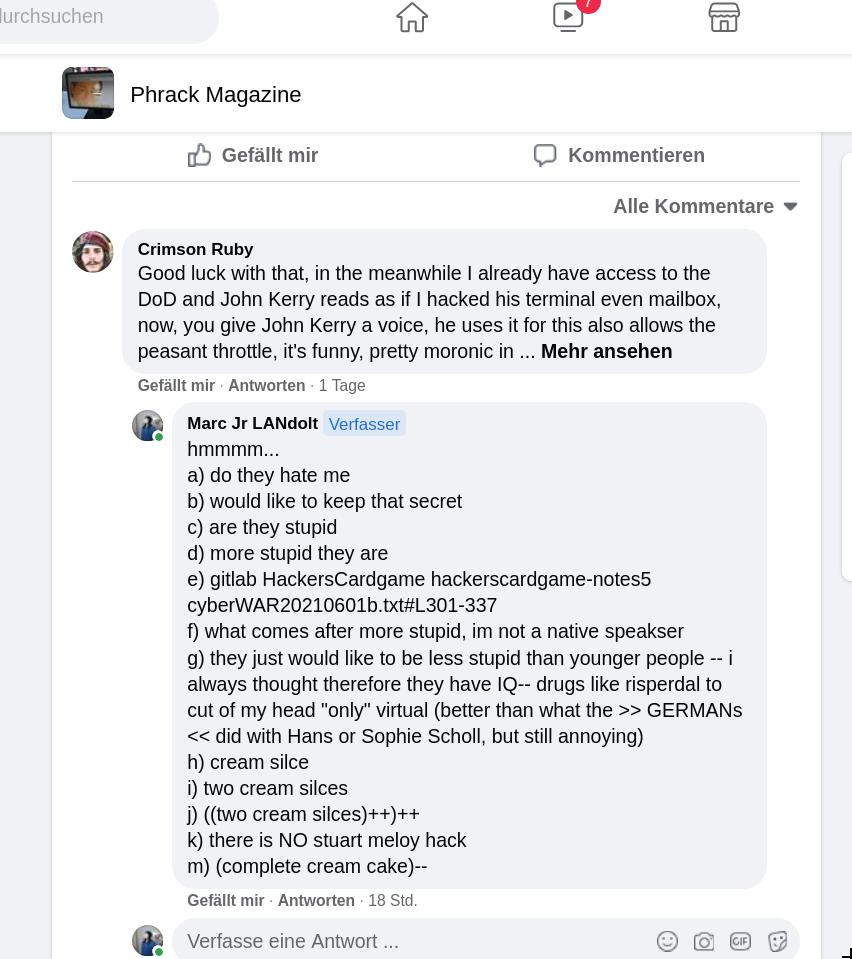 durchsuchen
7
Phrack Magazine
Gefällt mir
Kommentieren
Alle Kommentare
Crimson Ruby
Good luck with that, in the meanwhile I already have access to the
DoD and John Kerry reads as if I hacked his terminal even mailbox,
now, you give John Kerry a voice, he uses it for this also allows the
peasant throttle, it's funny, pretty moronic in ... Mehr ansehen
Gefällt mir · Antworten · 1 Tage
Marc Jr LANdolt Verfasser
hmmmm...
a) do they hate me
b) would like to keep that secret
c) are they stupid
d) more stupid they are
e) gitlab HackersCardgame hackerscardgame-notes5
cyberWAR20210601b.txt#L301-337
f) what comes after more stupid, im not a native speakser
g) they just would like to be less stupid than younger people -- i
always thought therefore they have IQ-- drugs like risperdal to
cut of my head "only" virtual (better than what the >> GERMANs
<< did with Hans or Sophie Scholl, but still annoying)
h) cream silce
i) two cream silces
j) ((two cream silces)++)++
k) there is NO stuart meloy hack
m) (complete cream cake)--
Gefällt mir · Antworten · 18 Std.
Verfasse eine Antwort ...
GIF